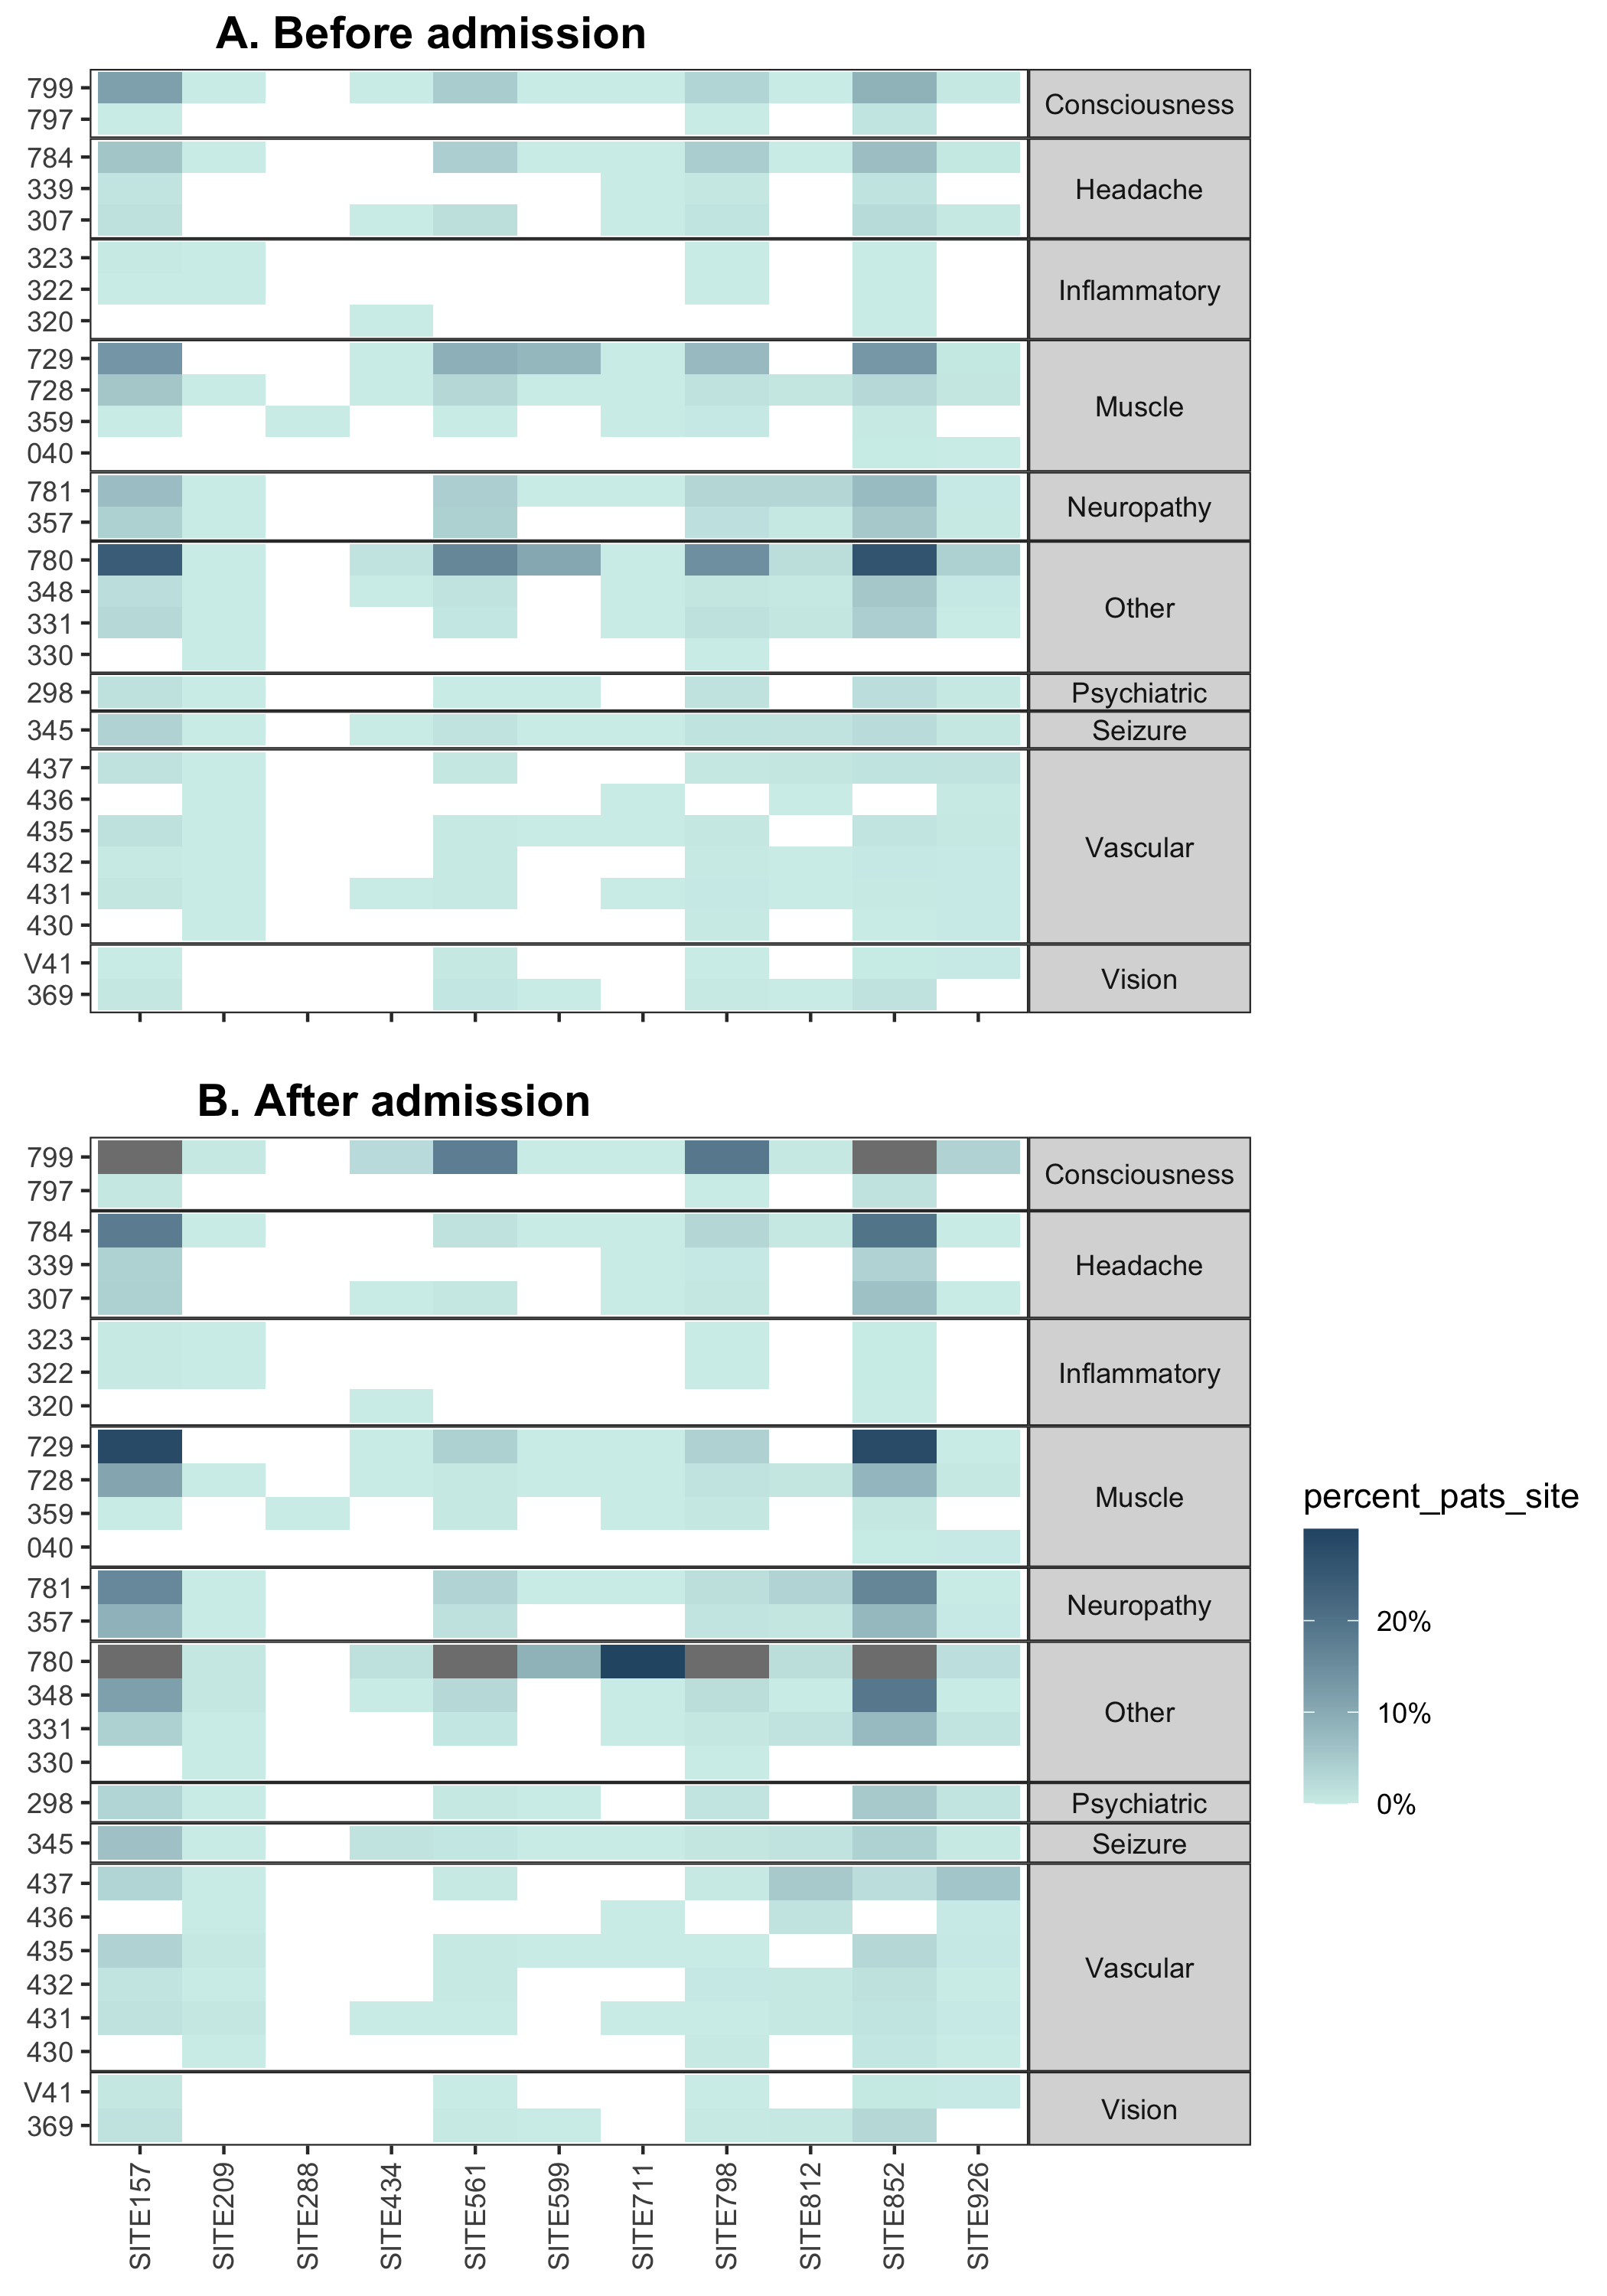 A. Before admission
799
797
Consciousness
784
339
307
Headache
323
322
320
Inflammatory
729
728
359
040
Muscle
781
357
Neuropathy
780
348
331
330
Other
298
Psychiatric
345
Seizure
437
436
435
432
431
430
Vascular
V41
369
Vision
B. After admission
799
797
Consciousness
784
339
307
Headache
323
322
320
Inflammatory
729
728
359
040
Muscle
781
357
Neuropathy
780
348
331
330
Other
298
Psychiatric
345
Seizure
437
436
435
432
431
430
Vascular
V41
369
Vision
SITE157
SITE209
SITE288
SITE434
SITE561
SITE599
SITE711
SITE798
SITE812
SITE852
SITE926
percent_pats_site
20%
10%
0%